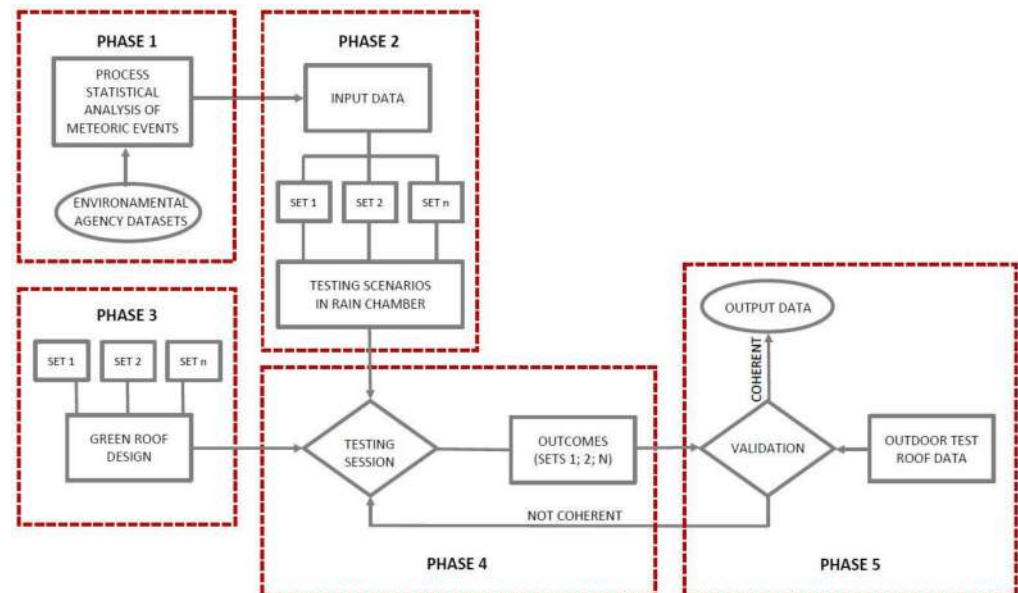 PHASE 1
PROCESS
STATISTICAL
ANALYSIS OF
METEORIC EVENTS
ENVIRONAMENTAL
AGENCY DATASETS
PHASE 2
INPUT DATA
SET 1
SET 2
SET n
TESTING SCENARIOS
IN RAIN CHAMBER
PHASE 3
SET 1
SET 2
SET n
GREEN ROOF
DESIGN
TESTING
SESSION
OUTCOMES
(SETS 1; 2; N)
NOT COHERENT
PHASE 4
OUTPUT DATA
COHERENT
VALIDATION
OUTDOOR TEST
ROOF DATA
PHASE 5